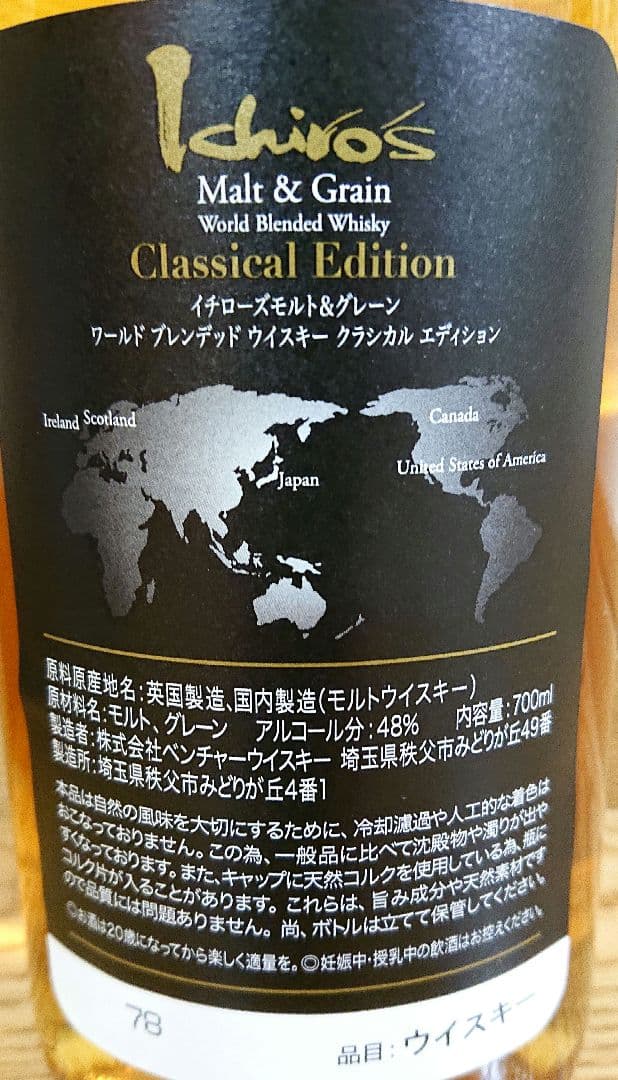 Ichiro's
Malt & Grain
World Blended Whisky
Classical Edition
イチローズモルト&グレーン
ワールド ブレンデッド ウイスキー クラシカル エディション
Ireland Scotland
Canada
Japan
United States of America
原料原産地名:英国製造、国内製造(モルトウイスキー)
原材料名:モルト、グレーン アルコール分:48% 内容量:700ml
製造者:株式会社ベンチャーウイスキー 埼玉県秩父市みどりが丘49番
製造所:埼玉県秩父市みどりが丘4番1
本品は自然の風味を大切にするために、冷却濾過や人工的な着色は
おこなっておりません。この為、一般品に比べて沈殿物や濁りが出や
すくなっております。また、キャップに天然コルクを使用している為、瓶に
コルク片が入ることがあります。これらは、旨み成分や天然素材です
ので品質には問題ありません。尚、ボトルは立てて保管してください。
◎お酒は20歳になってから楽しく適量を。◎妊娠中・授乳中の飲酒はお控えください。
78
品目:ウイスキー